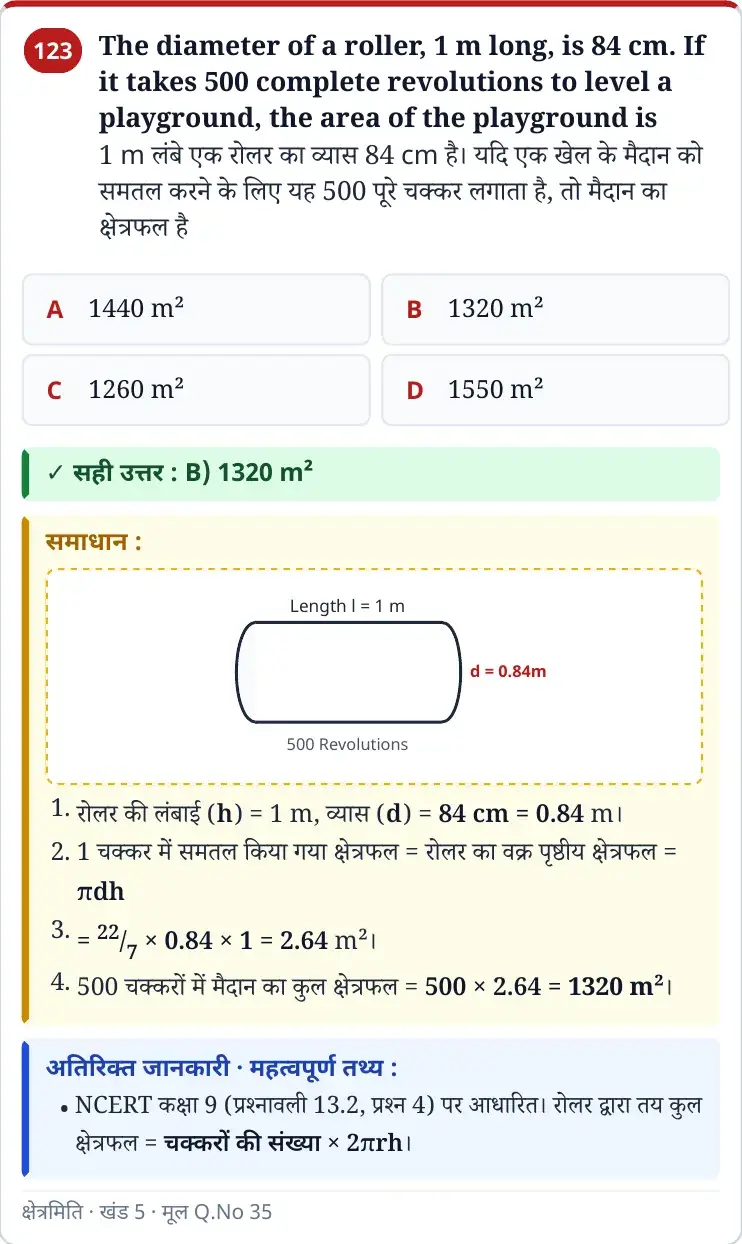 123
The diameter of a roller, 1 m long, is 84 cm. If
it takes 500 complete revolutions to level a
playground, the area of the playground is
1 m लंबे एक रोलर का व्यास 84 cm है। यदि एक खेल के मैदान को
समतल करने के लिए यह 500 पूरे चक्कर लगाता है, तो मैदान का
क्षेत्रफल है
A 1440 m²
B 1320 m²
C 1260 m²
D 1550 m²
✓ सही उत्तर : B) 1320 m²
समाधान :
Length l = 1 m
d = 0.84m
500 Revolutions
1. रोलर की लंबाई (h) = 1 m, व्यास (d) = 84 cm = 0.84 m।
2. 1 चक्कर में समतल किया गया क्षेत्रफल = रोलर का वक्र पृष्ठीय क्षेत्रफल =
πdh
3. = 22/7 × 0.84 × 1 = 2.64 m²।
4. 500 चक्करों में मैदान का कुल क्षेत्रफल = 500 × 2.64 = 1320 m²।
अतिरिक्त जानकारी · महत्वपूर्ण तथ्य :
• NCERT कक्षा 9 (प्रश्नावली 13.2, प्रश्न 4) पर आधारित। रोलर द्वारा तय कुल
क्षेत्रफल = चक्करों की संख्या × 2πrh।
क्षेत्रमिति · खंड 5 · मूल Q.No 35